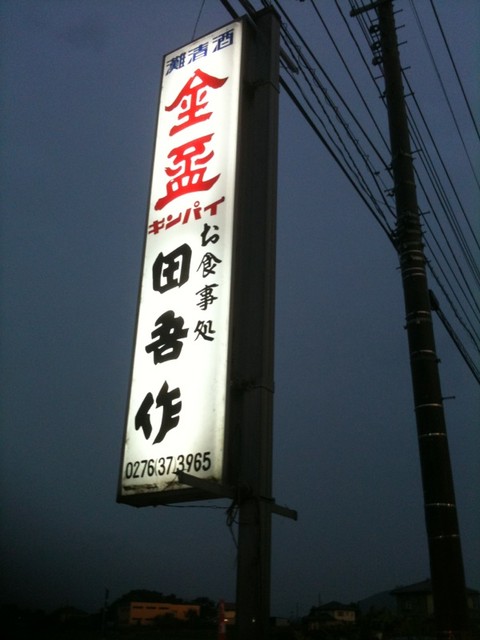 灘清酒
金盃
キンパイ
お食事処
田吾作
0276(37)3965